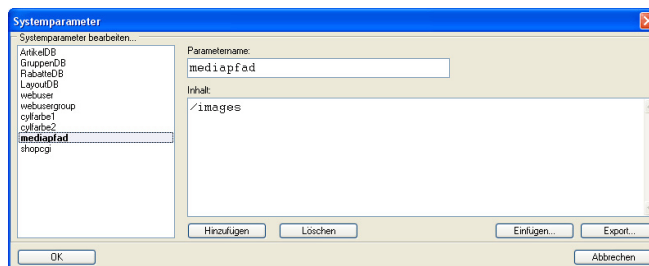 Systemparameter
Systemparameter bearbeiten...
ArtikelDB
GruppenDB
RabatteDB
LayoutDB
webuser
webusergroup
cylfarbe1
cylfarbe2
mediapfad
shopcgi
Parametername:
mediapfad
Inhalt:
/images
Hinzufügen Löschen Einfügen... Export...
OK Abbrechen